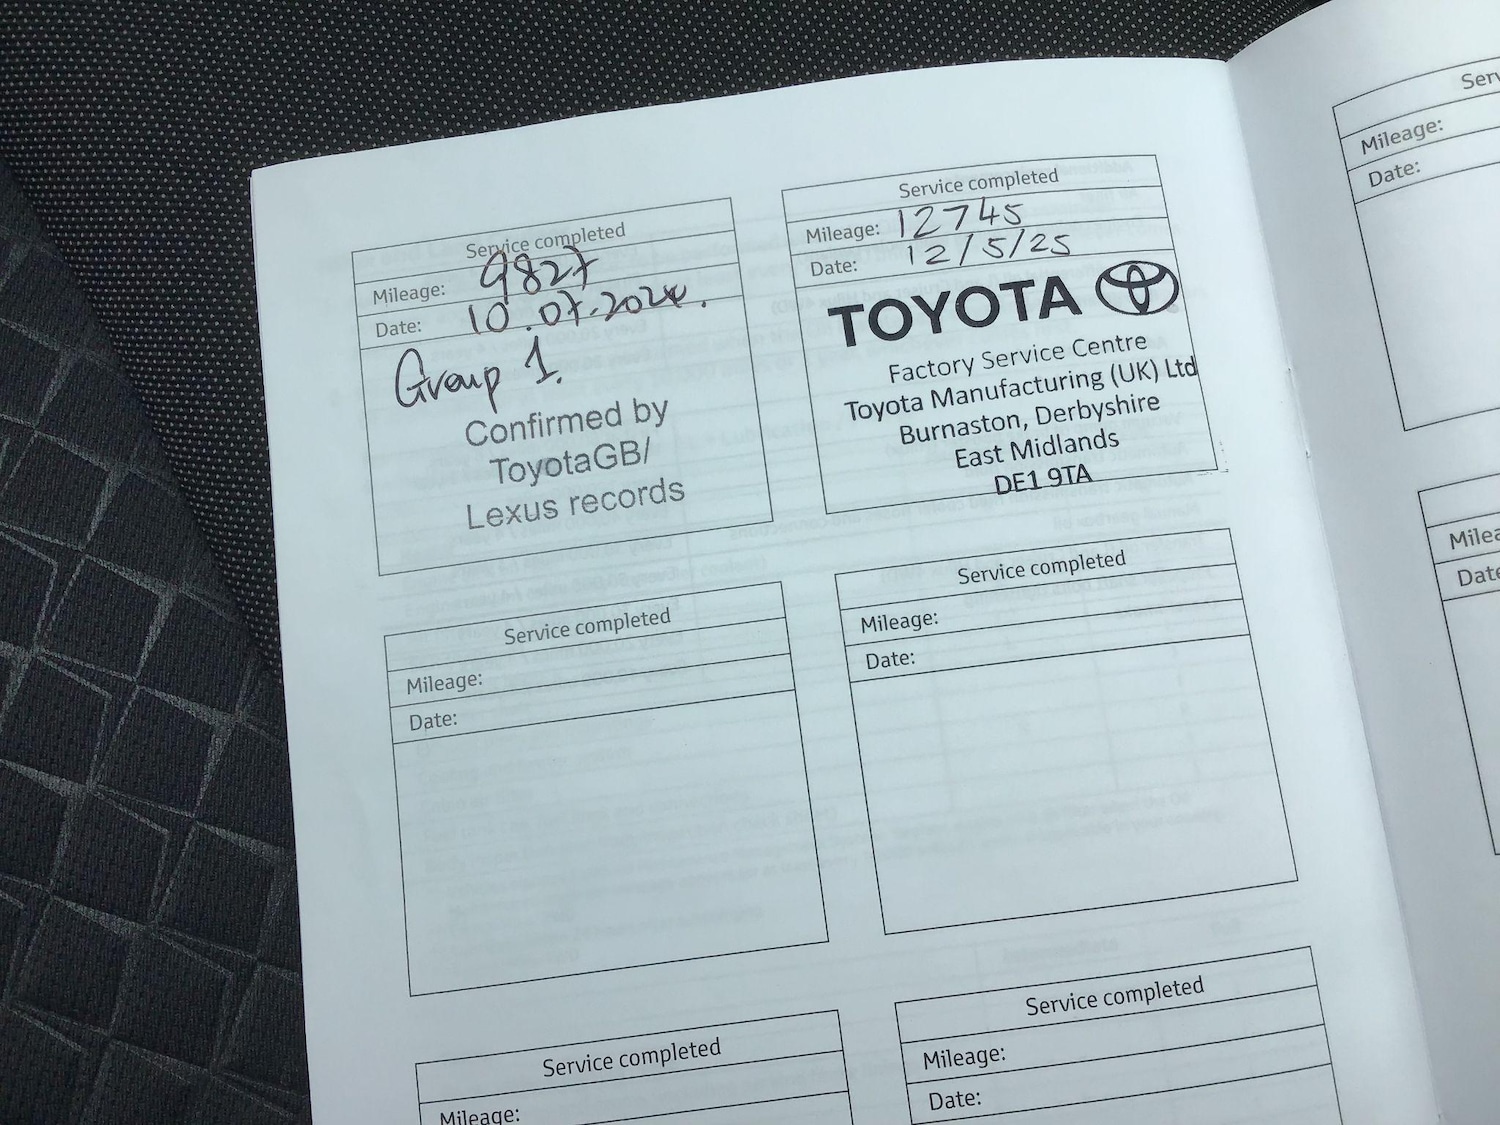 Service completed
Mileage: 9827
Date: 10.07.2024.
Group 1.
Confirmed by
ToyotaGB/
Lexus records
Service completed
Mileage: 12745
Date: 12/5/25
TOYOTA
Factory Service Centre
Toyota Manufacturing (UK) Ltd
Burnaston, Derbyshire
East Midlands
DE1 9TA
Service completed
Mileage:
Date:
Service completed
Mileage:
Date:
Service completed
Mileage:
Service completed
Mileage:
Date:
Ser
Mileage:
Date:
Milea
Date